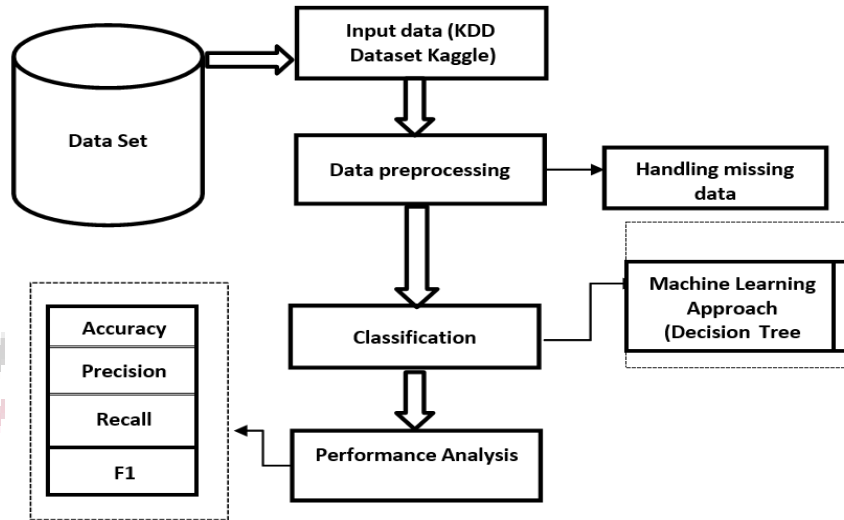 Input data (KDD
Dataset Kaggle)
Data Set
Data preprocessing
Handling missing
data
Machine Learning
Approach
(Decision Tree
Classification
Accuracy
Precision
Recall
F1
Performance Analysis